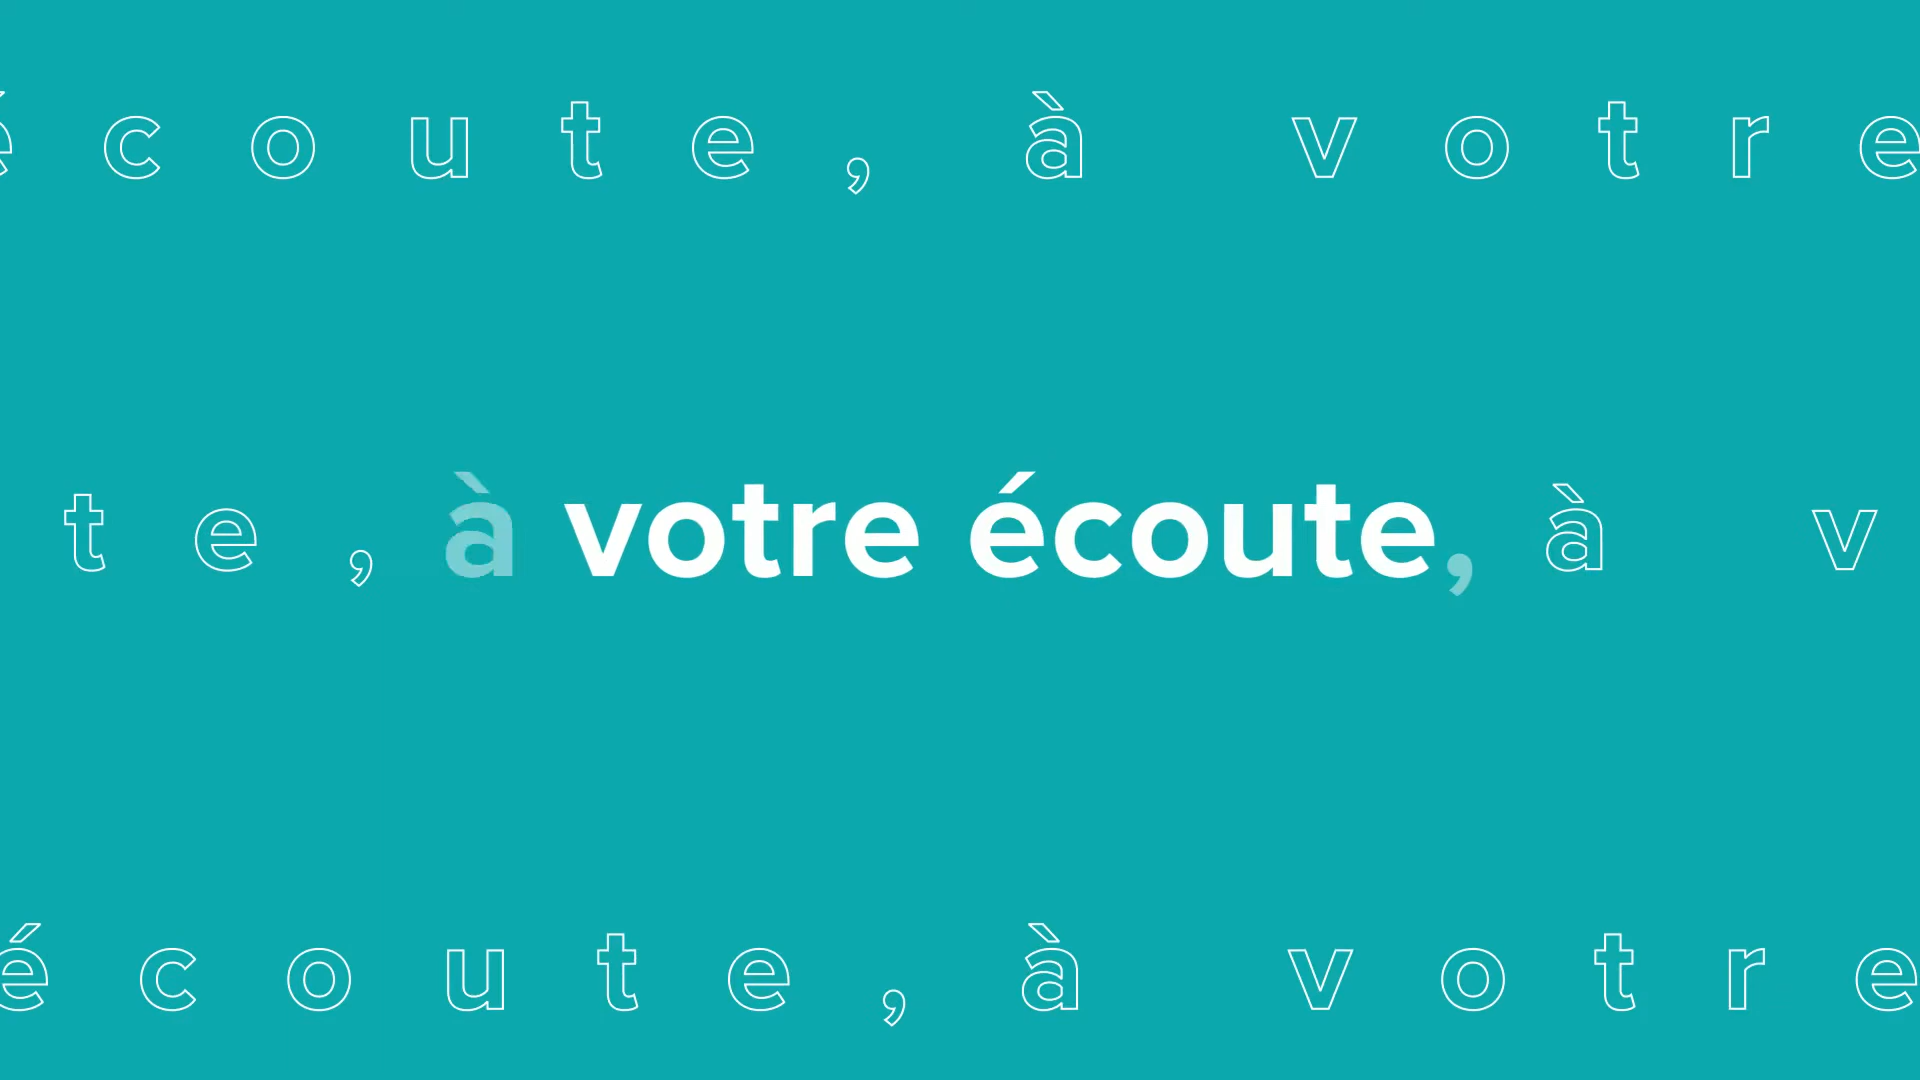 écoute, à votre
te, à votre écoute, à v
écoute, à votre